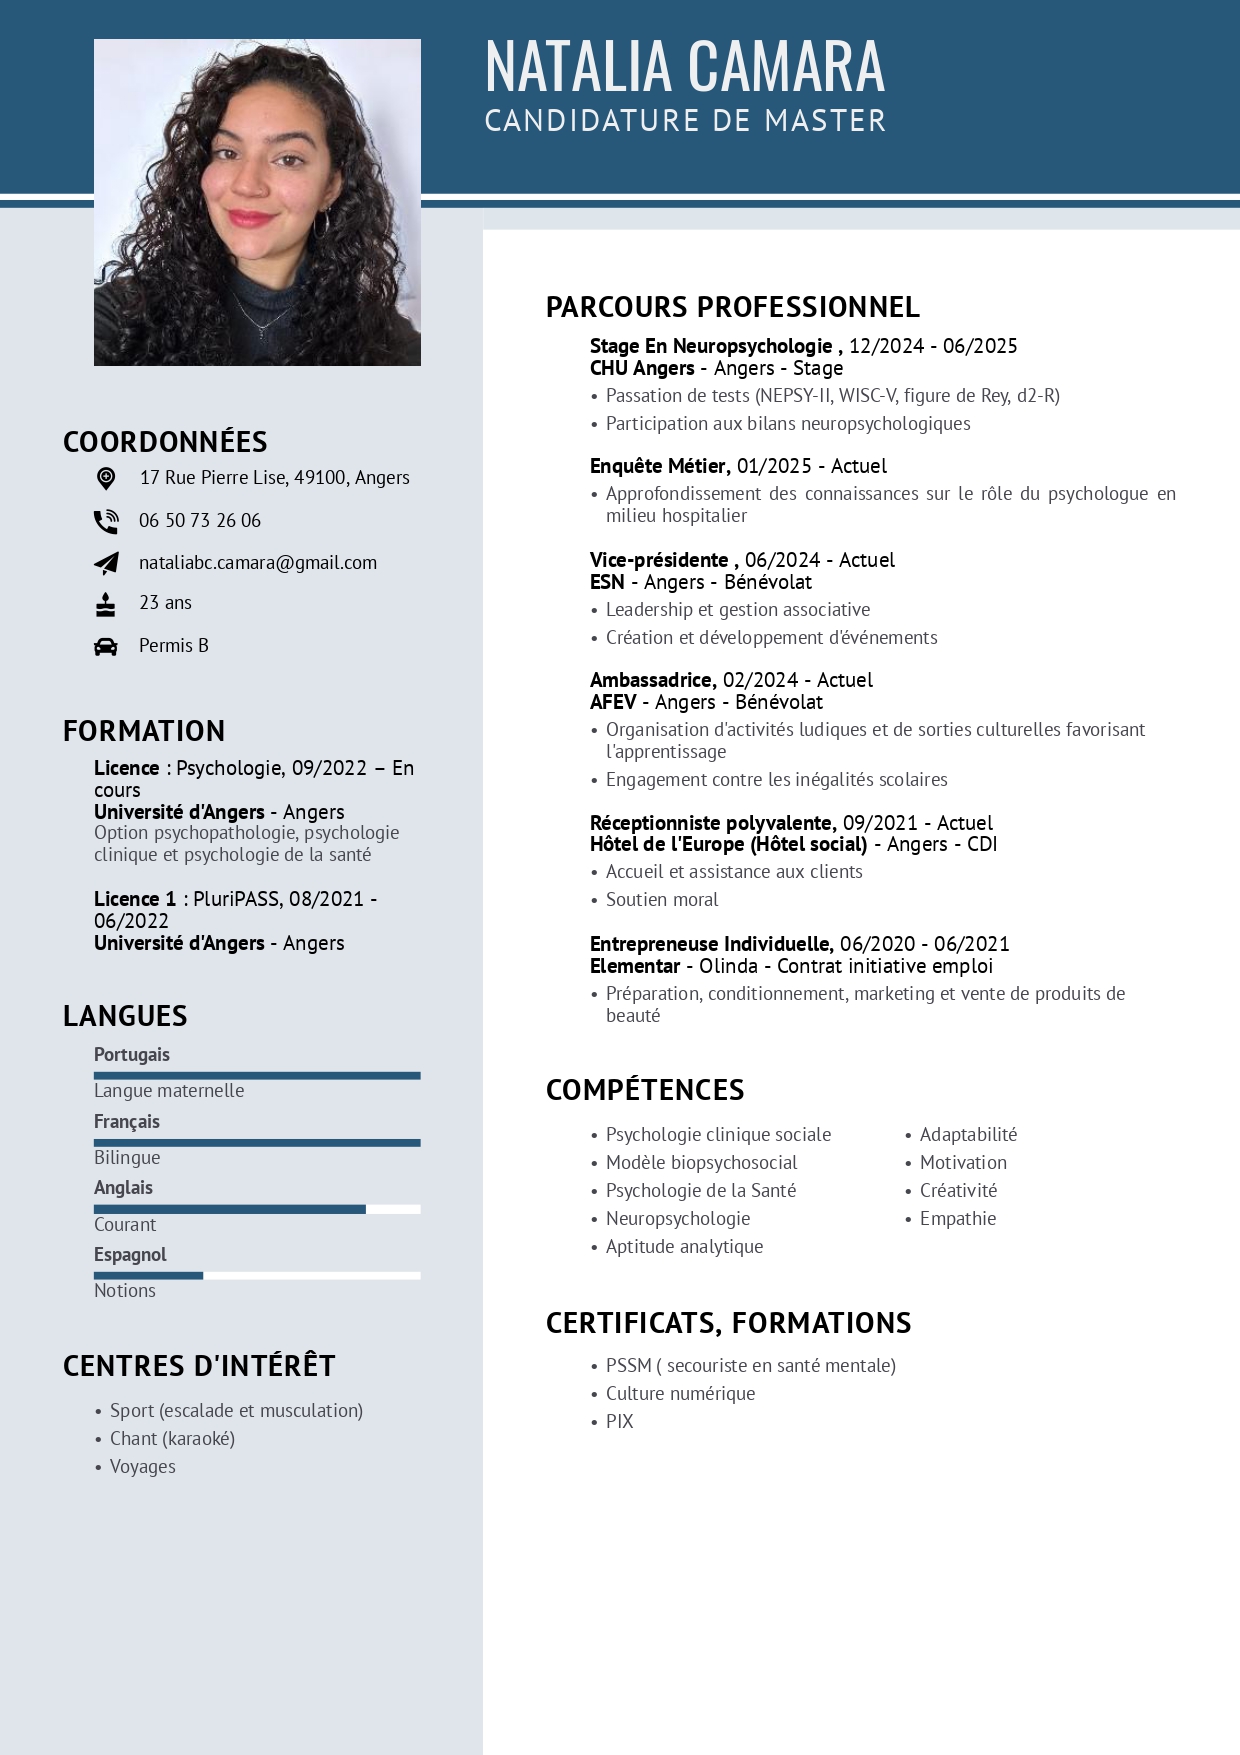 NATALIA CAMARA
CANDIDATURE DE MASTER
COORDONNÉES
17 Rue Pierre Lise, 49100, Angers
06 50 73 26 06
nataliabc.camara@gmail.com
23 ans
Permis B
FORMATION
Licence : Psychologie, 09/2022 – En
cours
Université d'Angers - Angers
Option psychopathologie, psychologie
clinique et psychologie de la santé
Licence 1 : PluriPASS, 08/2021 -
06/2022
Université d'Angers - Angers
LANGUES
Portugais
Langue maternelle
Français
Bilingue
Anglais
Courant
Espagnol
Notions
CENTRES D'INTÉRÊT
• Sport (escalade et musculation)
• Chant (karaoké)
• Voyages
PARCOURS PROFESSIONNEL
Stage En Neuropsychologie , 12/2024 - 06/2025
CHU Angers - Angers - Stage
• Passation de tests (NEPSY-II, WISC-V, figure de Rey, d2-R)
• Participation aux bilans neuropsychologiques
Enquête Métier, 01/2025 - Actuel
• Approfondissement des connaissances sur le rôle du psychologue en
milieu hospitalier
Vice-présidente , 06/2024 - Actuel
ESN - Angers - Bénévolat
• Leadership et gestion associative
• Création et développement d'événements
Ambassadrice, 02/2024 - Actuel
AFEV - Angers - Bénévolat
• Organisation d'activités ludiques et de sorties culturelles favorisant
l'apprentissage
• Engagement contre les inégalités scolaires
Réceptionniste polyvalente, 09/2021 - Actuel
Hôtel de l'Europe (Hôtel social) - Angers - CDI
• Accueil et assistance aux clients
• Soutien moral
Entrepreneuse Individuelle, 06/2020 - 06/2021
Elementar - Olinda - Contrat initiative emploi
• Préparation, conditionnement, marketing et vente de produits de
beauté
COMPÉTENCES
• Psychologie clinique sociale
• Modèle biopsychosocial
• Psychologie de la Santé
• Neuropsychologie
• Aptitude analytique
• Adaptabilité
• Motivation
• Créativité
• Empathie
CERTIFICATS, FORMATIONS
• PSSM ( secouriste en santé mentale)
• Culture numérique
• PIX